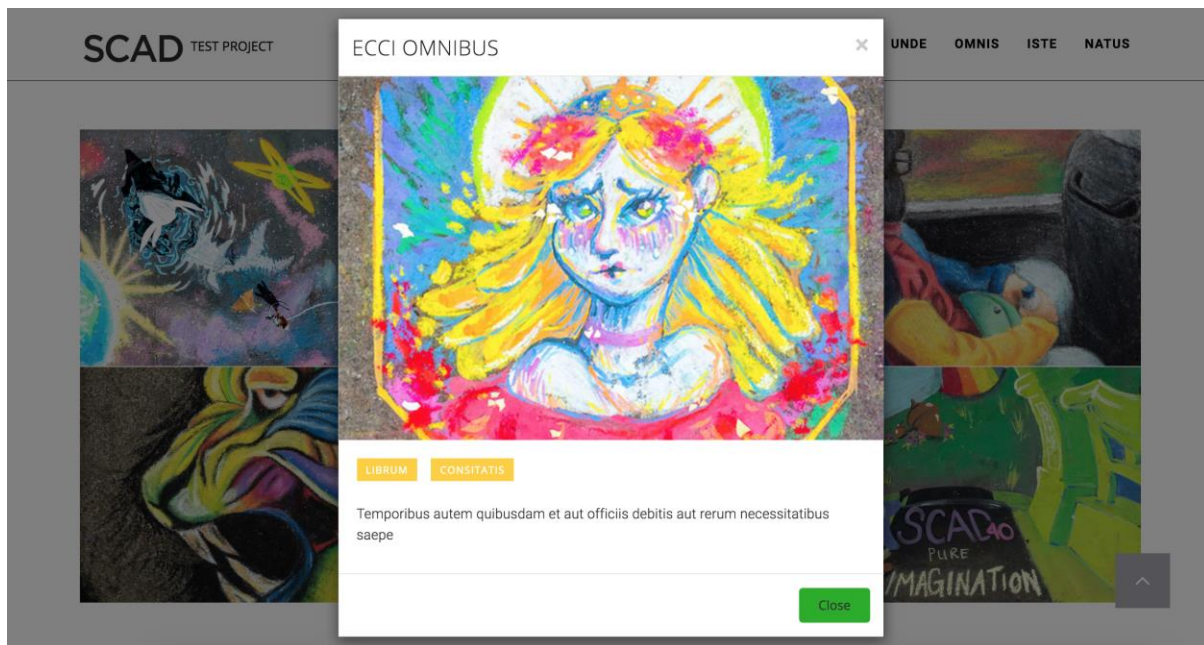 SCAD TEST PROJECT
ECCI OMNIBUS
×
UNDE OMNIS ISTE NATUS
LIBRUM CONSITATIS
Temporibus autem quibusdam et aut officiis debitis aut rerum necessitatibus
saepe
SCAD40
PURE
IMAGINATION
Close